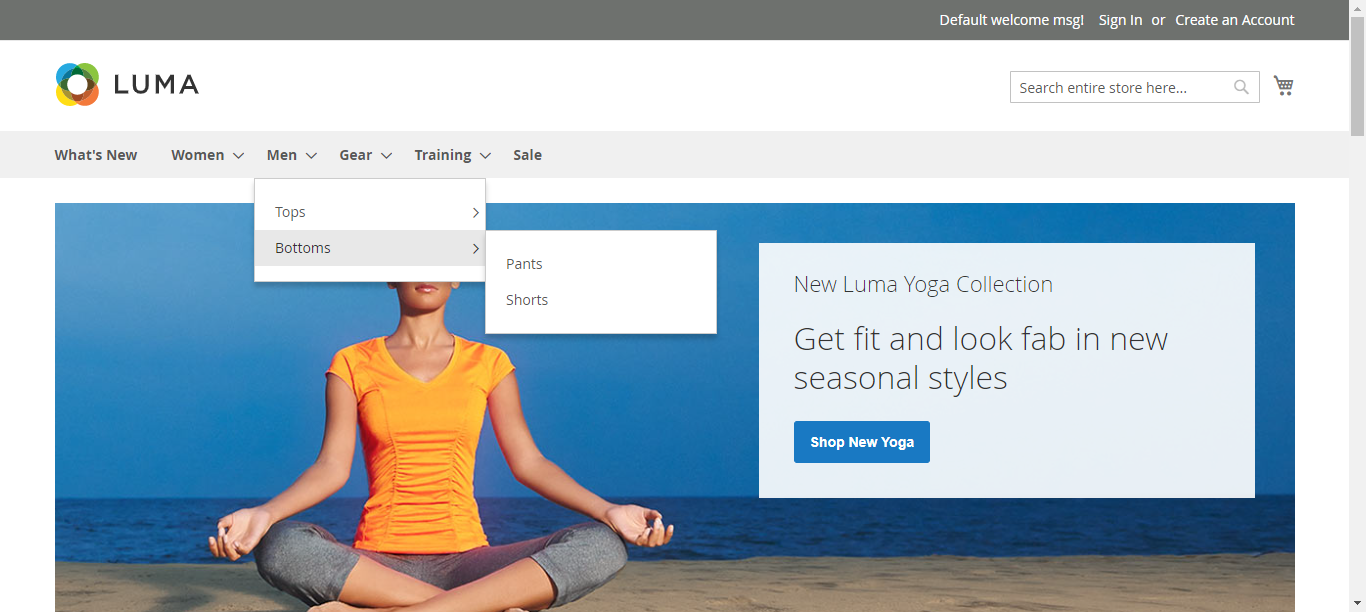 Default welcome msg! Sign In or Create an Account
LUMA
Search entire store here...
What's New Women Men Gear Training Sale
Tops
Bottoms
Pants
Shorts
New Luma Yoga Collection
Get fit and look fab in new
seasonal styles
Shop New Yoga